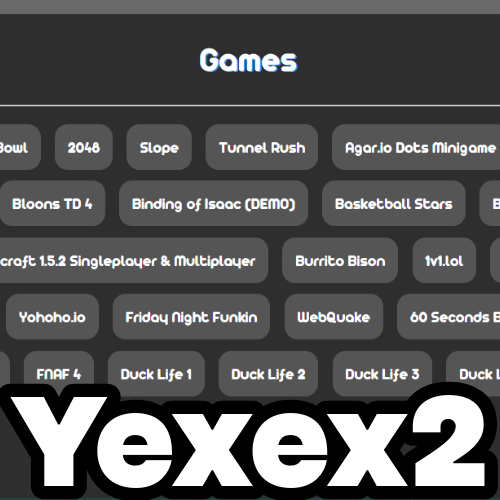 Games
Bowl
2048
Slope
Tunnel Rush
Agar.io Dots Minigame
Bloons TD 4
Binding of Isaac (DEMO)
Basketball Stars
B
craft 1.5.2 Singleplayer & Multiplayer
Burrito Bison
1v1.lol
Yohoho.io
Friday Night Funkin
WebQuake
60 Seconds B
FNAF 4
Duck Life 1
Duck Life 2
Duck Life 3
Duck L
Yexex2